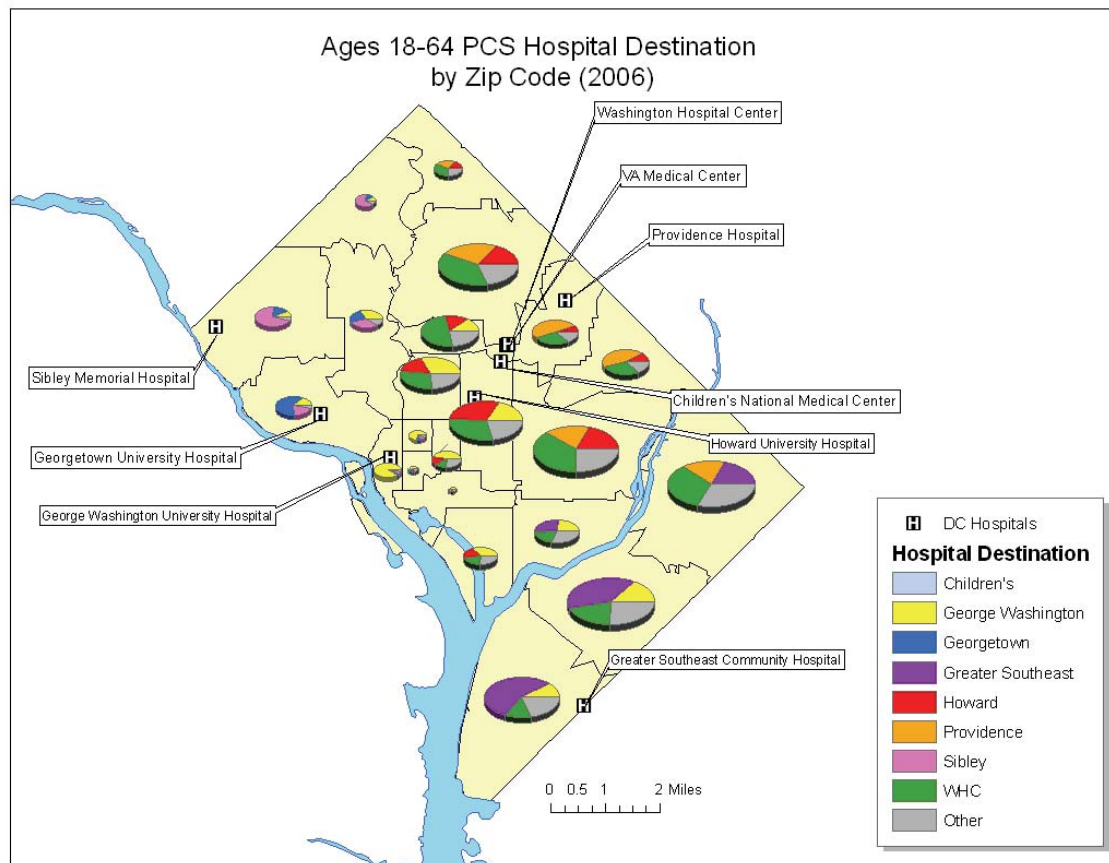 Ages 18-64 PCS Hospital Destination
by Zip Code (2006)
Washington Hospital Center
VA Medical Center
Providence Hospital
Sibley Memorial Hospital
Children's National Medical Center
Georgetown University Hospital
Howard University Hospital
George Washington University Hospital
Greater Southeast Community Hospital
0 0.5 1 2 Miles
H DC Hospitals
Hospital Destination
Children's
George Washington
Georgetown
Greater Southeast
Howard
Providence
Sibley
WHC
Other
H
H
H
H
H
H
H
H